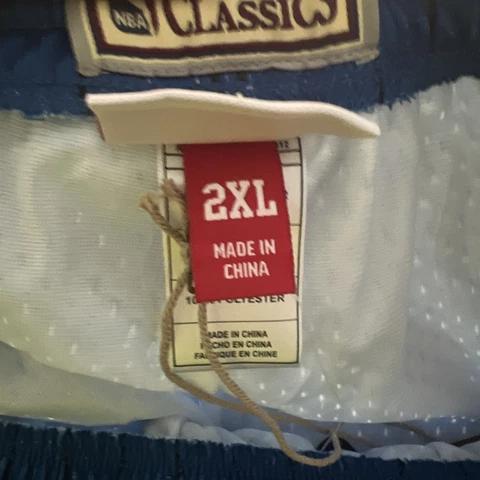 NBA
CLASSICS
2XL
MADE IN
CHINA
POLYESTER
MADE IN CHINA
HECHO EN CHINA
FABRIQUE EN CHINE